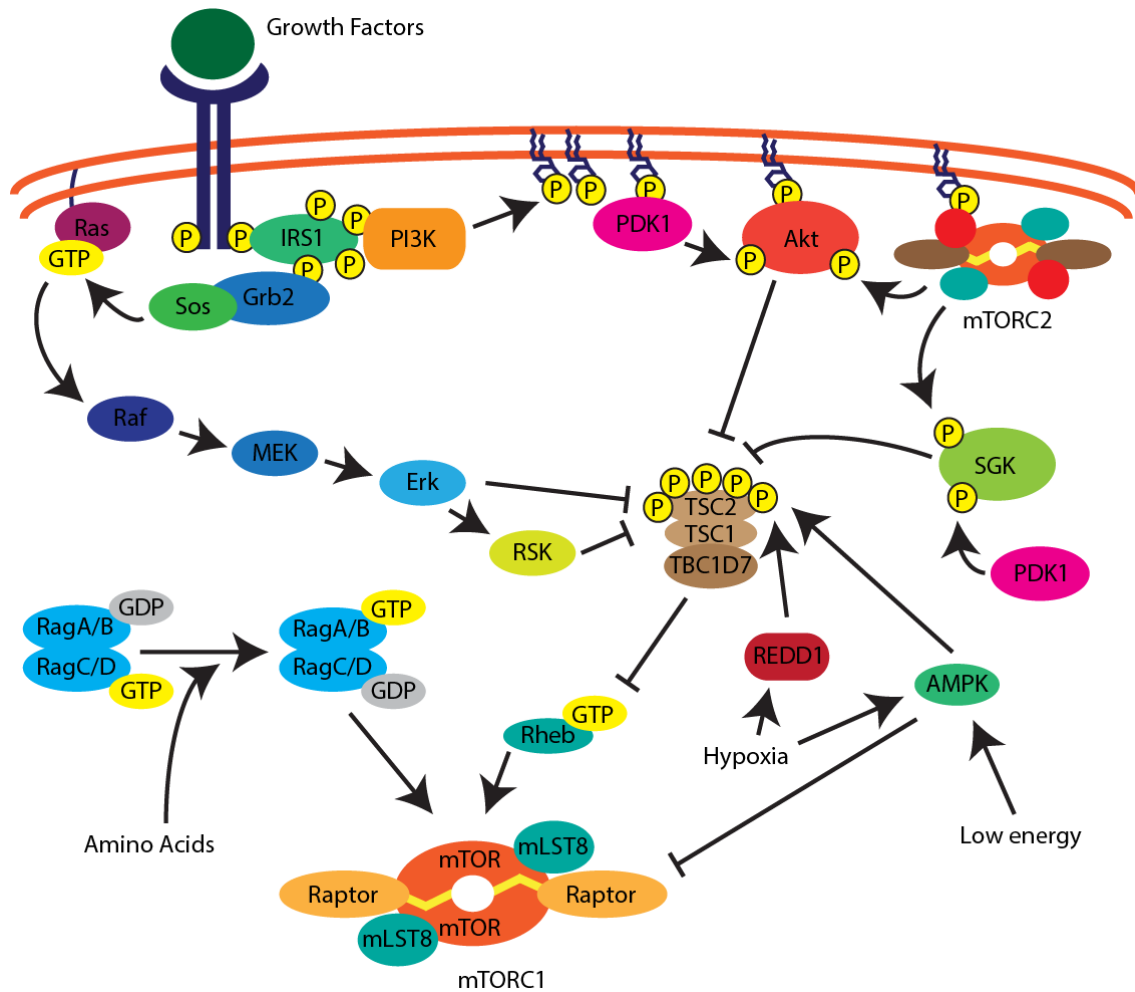 Growth Factors
Ras
GTP
P
P
IRS1
P
P
P
P
PI3K
Sos
Grb2
P
P
P
PDK1
P
Akt
P
P
P
mTORC2
Raf
MEK
Erk
RSK
P
P
P
P
P
TSC2
TSC1
TBC1D7
P
SGK
P
PDK1
RagA/B
GDP
RagC/D
GTP
RagA/B
GTP
RagC/D
GDP
REDD1
AMPK
Rheb
GTP
Hypoxia
Low energy
Amino Acids
mTOR
mLST8
Raptor
Raptor
mTOR
mLST8
mTORC1